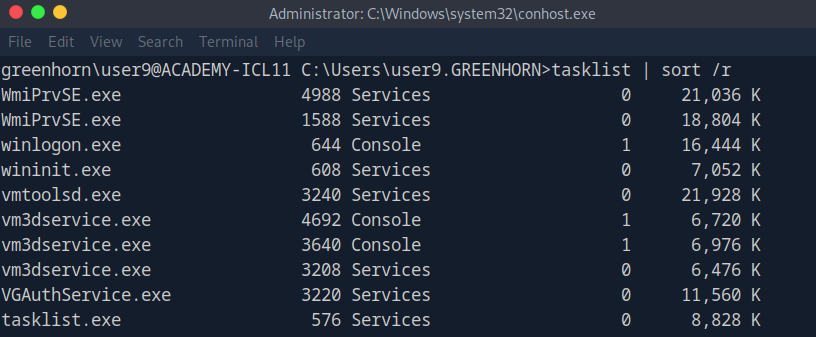 Administrator: C:\Windows\system32\conhost.exe
File Edit View Search Terminal Help
greenhorn\user9@ACADEMY-ICL11 C:\Users\user9.GREENHORN>tasklist | sort /r
WmiPrvSE.exe                  4988 Services                   0     21,036 K
WmiPrvSE.exe                  1588 Services                   0     18,804 K
winlogon.exe                   644 Console                    1     16,444 K
wininit.exe                    608 Services                   0      7,052 K
vmtoolsd.exe                  3240 Services                   0     21,928 K
vm3dservice.exe               4692 Console                    1      6,720 K
vm3dservice.exe               3640 Console                    1      6,976 K
vm3dservice.exe               3208 Services                   0      6,476 K
VGAuthService.exe             3220 Services                   0     11,560 K
tasklist.exe                   576 Services                   0      8,828 K